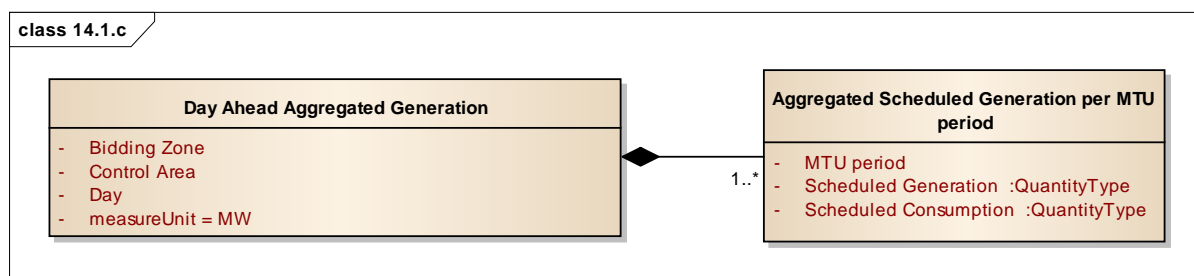 class 14.1.c
Day Ahead Aggregated Generation
- Bidding Zone
- Control Area
- Day
- measureUnit = MW
1..*
Aggregated Scheduled Generation per MTU
period
- MTU period
- Scheduled Generation :QuantityType
- Scheduled Consumption :QuantityType